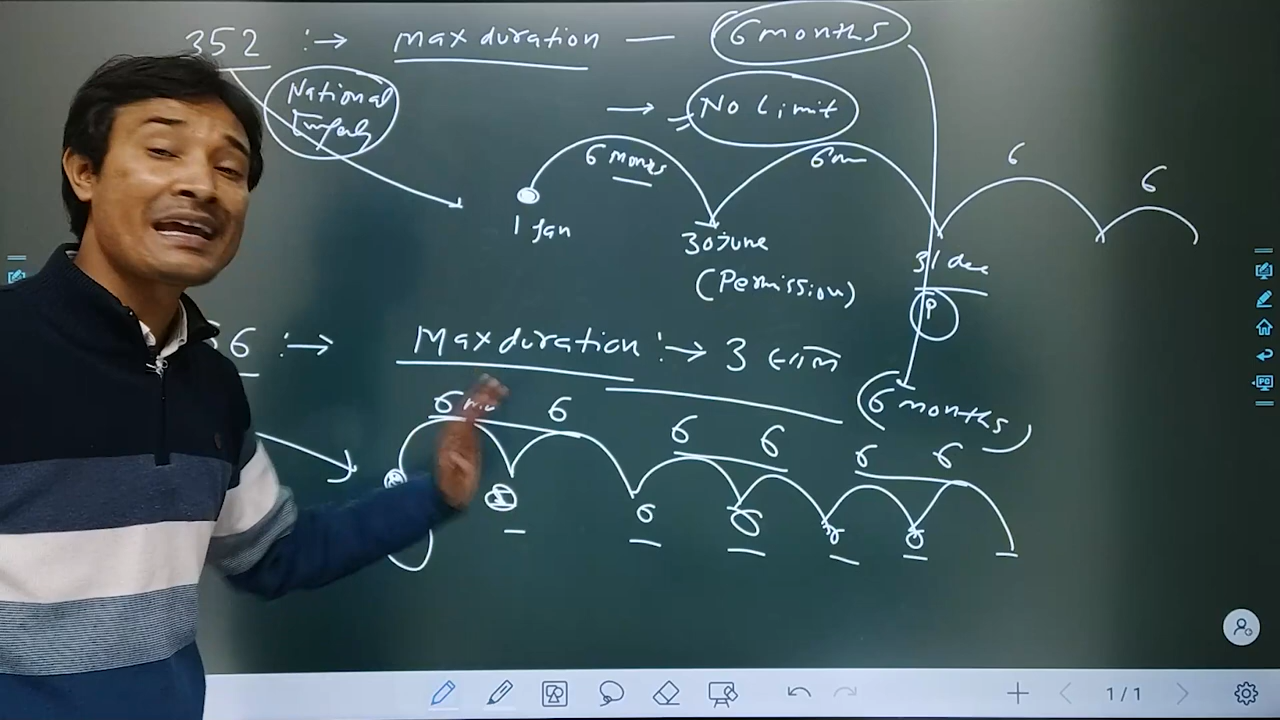 352 :→ Max duration — 6 months
National
→ No Limit
6 months 6m 6 6
1 Jan 30 June 31 dec
(Permission) P
6 :→ Max duration :→ 3
(6 months)
6 6 6 6 6 6
1 / 1